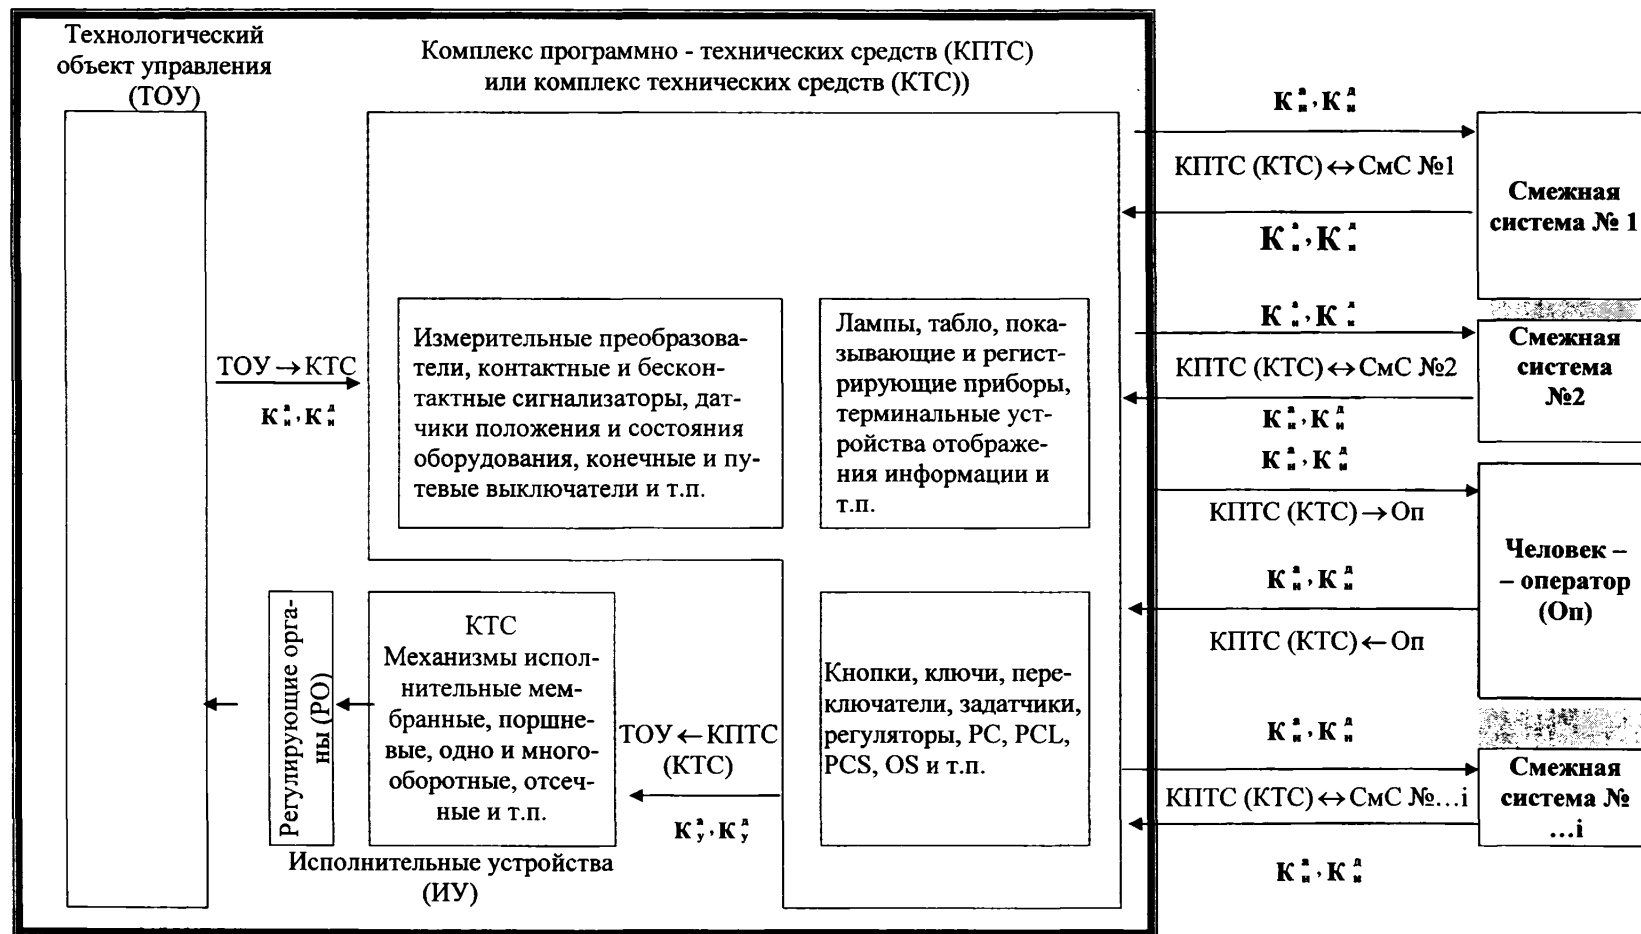 Технологический
объект управления
(ТОУ)
Комплекс программно - технических средств (КПТС)
или комплекс технических средств (КТС))
ТОУ → КТС
К н а, К н д
Измерительные преобразова-
тели, контактные и бескон-
тактные сигнализаторы, дат-
чики положения и состояния
оборудования, конечные и пу-
тевые выключатели и т.п.
Лампы, табло, пока-
зывающие и регист-
рирующие приборы,
терминальные уст-
ройства отображе-
ния информации и
т.п.
Регулирующие орга-
ны (РО)
КТС
Механизмы испол-
нительные мем-
бранные, поршне-
вые, одно и много-
оборотные, отсеч-
ные и т.п.
Исполнительные устройства
(ИУ)
ТОУ ← КПТС
(КТС)
К у а, К у д
Кнопки, ключи, пере-
ключатели, задатчики,
регуляторы, PC, PCL,
PCS, OS и т.п.
К н а, К н д
КПТС (КТС) ↔ СмС №1
К н а, К н д
Смежная
система № 1
К н а, К н д
КПТС (КТС) ↔ СмС №2
К н а, К н д
Смежная
система
№2
К н а, К н д
КПТС (КТС) → Оп
К н а, К н д
КПТС (КТС) ← Оп
Человек –
– оператор
(Оп)
К н а, К н д
КПТС (КТС) ↔ СмС №…i
К н а, К н д
Смежная
система №
…i